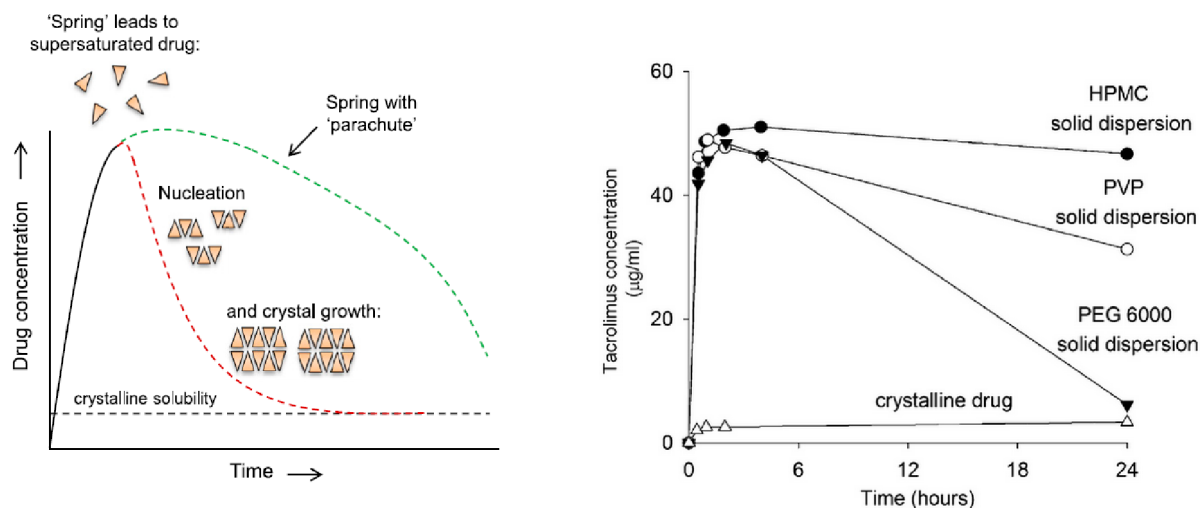 ‘Spring’ leads to
supersaturated drug:
Spring with
‘parachute’
Nucleation
and crystal growth:
crystalline solubility
Drug concentration
Time
60
40
20
0
Tacrolimus concentration
(µg/ml)
HPMC
solid dispersion
PVP
solid dispersion
PEG 6000
solid dispersion
crystalline drug
0
6
12
18
24
Time (hours)